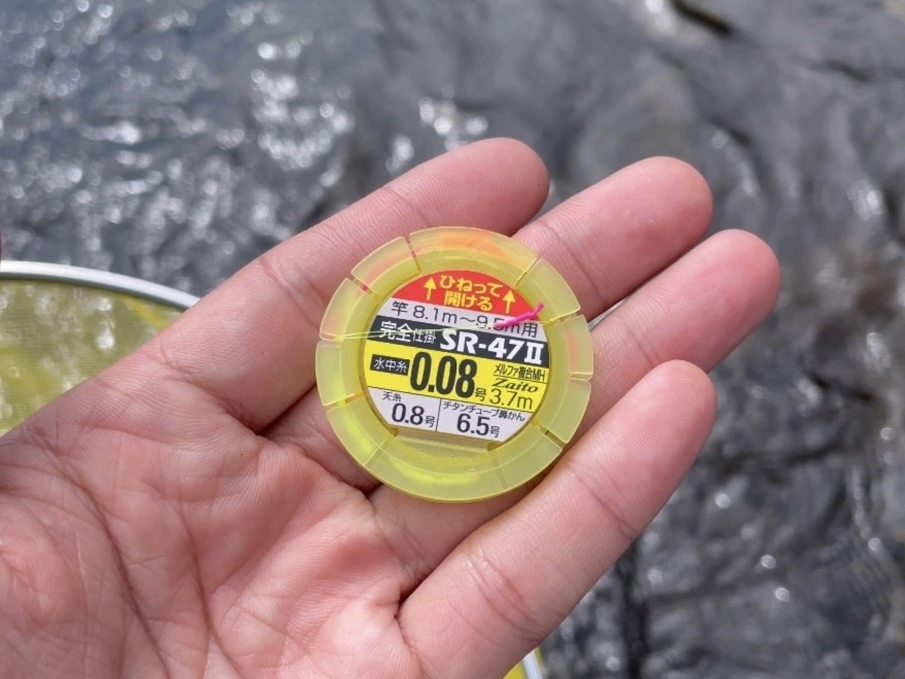 ひねって
開ける
竿 8.1m～9.5m用
完全仕掛 SR-47Ⅱ
水中糸 0.08号 メルファ複合MH
Zaito
3.7m
天糸
0.8号
チタンチューブ鼻かん
6.5号